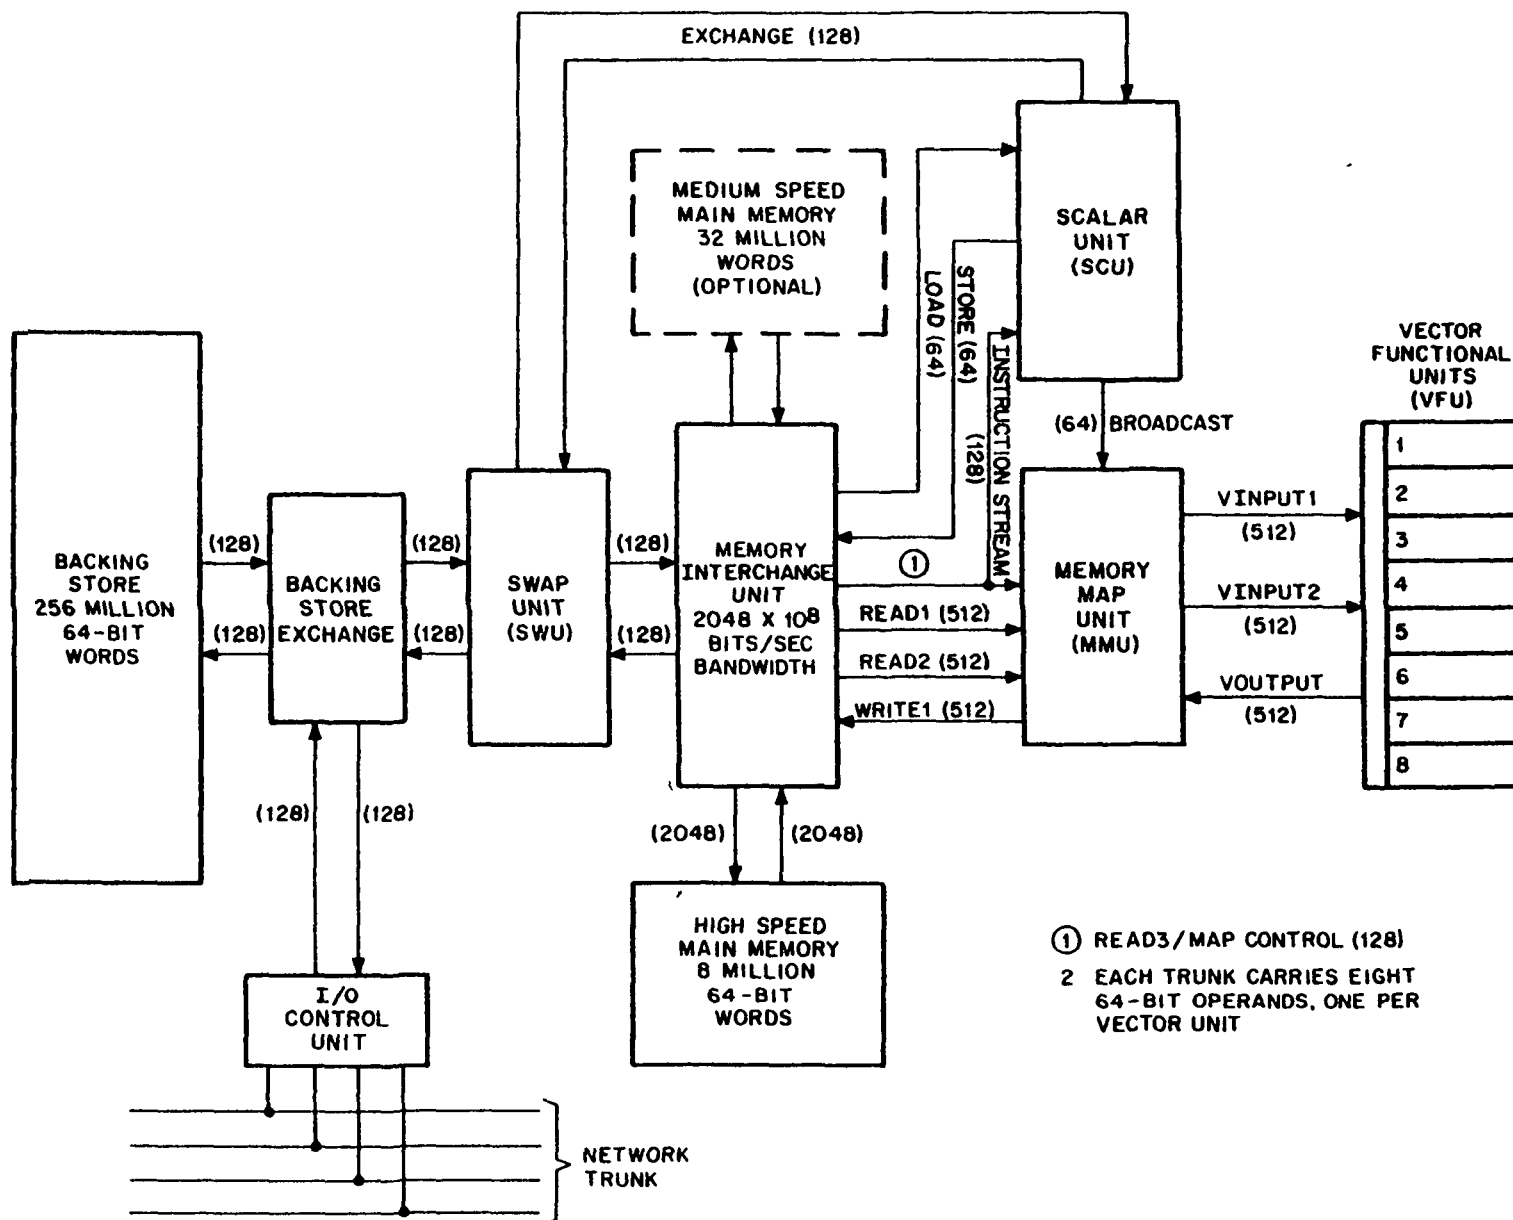 EXCHANGE (128)
MEDIUM SPEED
MAIN MEMORY
32 MILLION
WORDS
(OPTIONAL)
SCALAR
UNIT
(SCU)
LOAD (64)
STORE (64)
INSTRUCTION STREAM
(128)
VECTOR
FUNCTIONAL
UNITS
(VFU)
(64) BROADCAST
BACKING
STORE
256 MILLION
64-BIT
WORDS
(128)
(128)
BACKING
STORE
EXCHANGE
(128)
(128)
SWAP
UNIT
(SWU)
(128)
(128)
MEMORY
INTERCHANGE
UNIT
2048 X 10⁸
BITS/SEC
BANDWIDTH
1
READ1 (512)
READ2 (512)
WRITE1 (512)
MEMORY
MAP
UNIT
(MMU)
VINPUT1
(512)
VINPUT2
(512)
VOUTPUT
(512)
1
2
3
4
5
6
7
8
(128)
(128)
(2048)
(2048)
HIGH SPEED
MAIN MEMORY
8 MILLION
64-BIT
WORDS
I/O
CONTROL
UNIT
NETWORK
TRUNK
1 READ3/MAP CONTROL (128)
2 EACH TRUNK CARRIES EIGHT
64-BIT OPERANDS, ONE PER
VECTOR UNIT